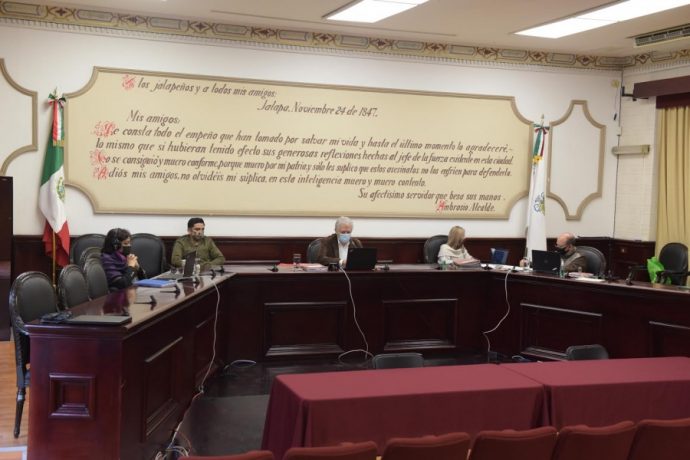 A los jalapeños y a todos mis amigos:
Jalapa, Noviembre 24 de 1847.
Mis amigos:
Me consta todo el empeño que han tomado por salvar mi vida y hasta el último momento lo agradeceré,
lo mismo que si hubieran tenido efecto sus generosas reflexiones hechas al jefe de la fuerza existente en esta ciudad.
No se consiguió y muero conforme, porque muero por mi patria, y solo les suplico que estos asesinatos no los enfríen para defenderla.
Adiós mis amigos, no olvidéis mi súplica, en esta inteligencia muero y muero contento.
Su afectísimo servidor que besa sus manos.
Ambrosio Alcalde.